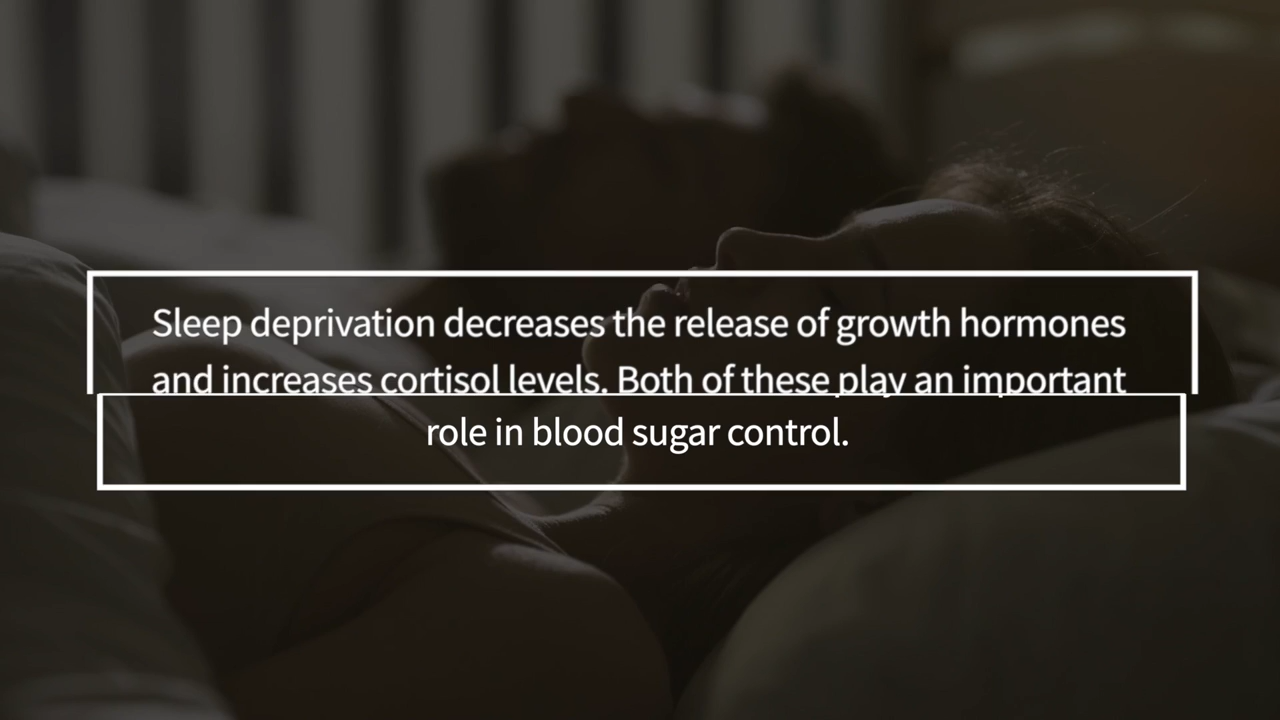 Sleep deprivation decreases the release of growth hormones
and increases cortisol levels. Both of these play an important
role in blood sugar control.